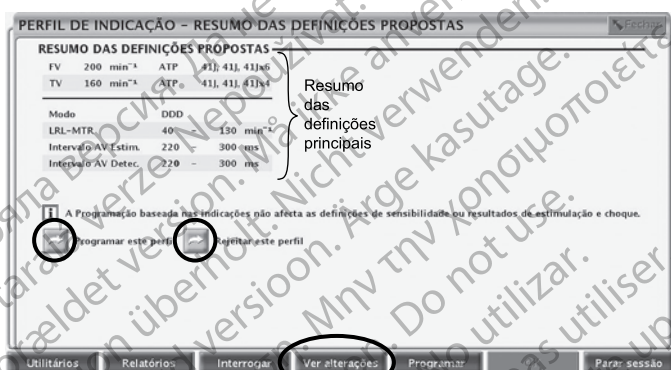 PERFIL DE INDICAÇÃO - RESUMO DAS DEFINIÇÕES PROPOSTAS
Fechar
RESUMO DAS DEFINIÇÕES PROPOSTAS
FV 200 min⁻¹ ATP 41J, 41J, 41Jx6
TV 160 min⁻¹ ATP 41J, 41J, 41Jx4
Modo DDD
LRL-MTR 40 - 130 min⁻¹
Intervalo AV Estim. 220 - 300 ms
Intervalo AV Detec. 220 - 300 ms
Resumo
das
definições
principais
A Programação baseada nas indicações não afecta as definições de sensibilidade ou resultados de estimulação e choque.
Programar este perfil
Rejeitar este perfil
Utilitários Relatórios Interrogar Ver alterações Programar Parar sessão
Do not use.